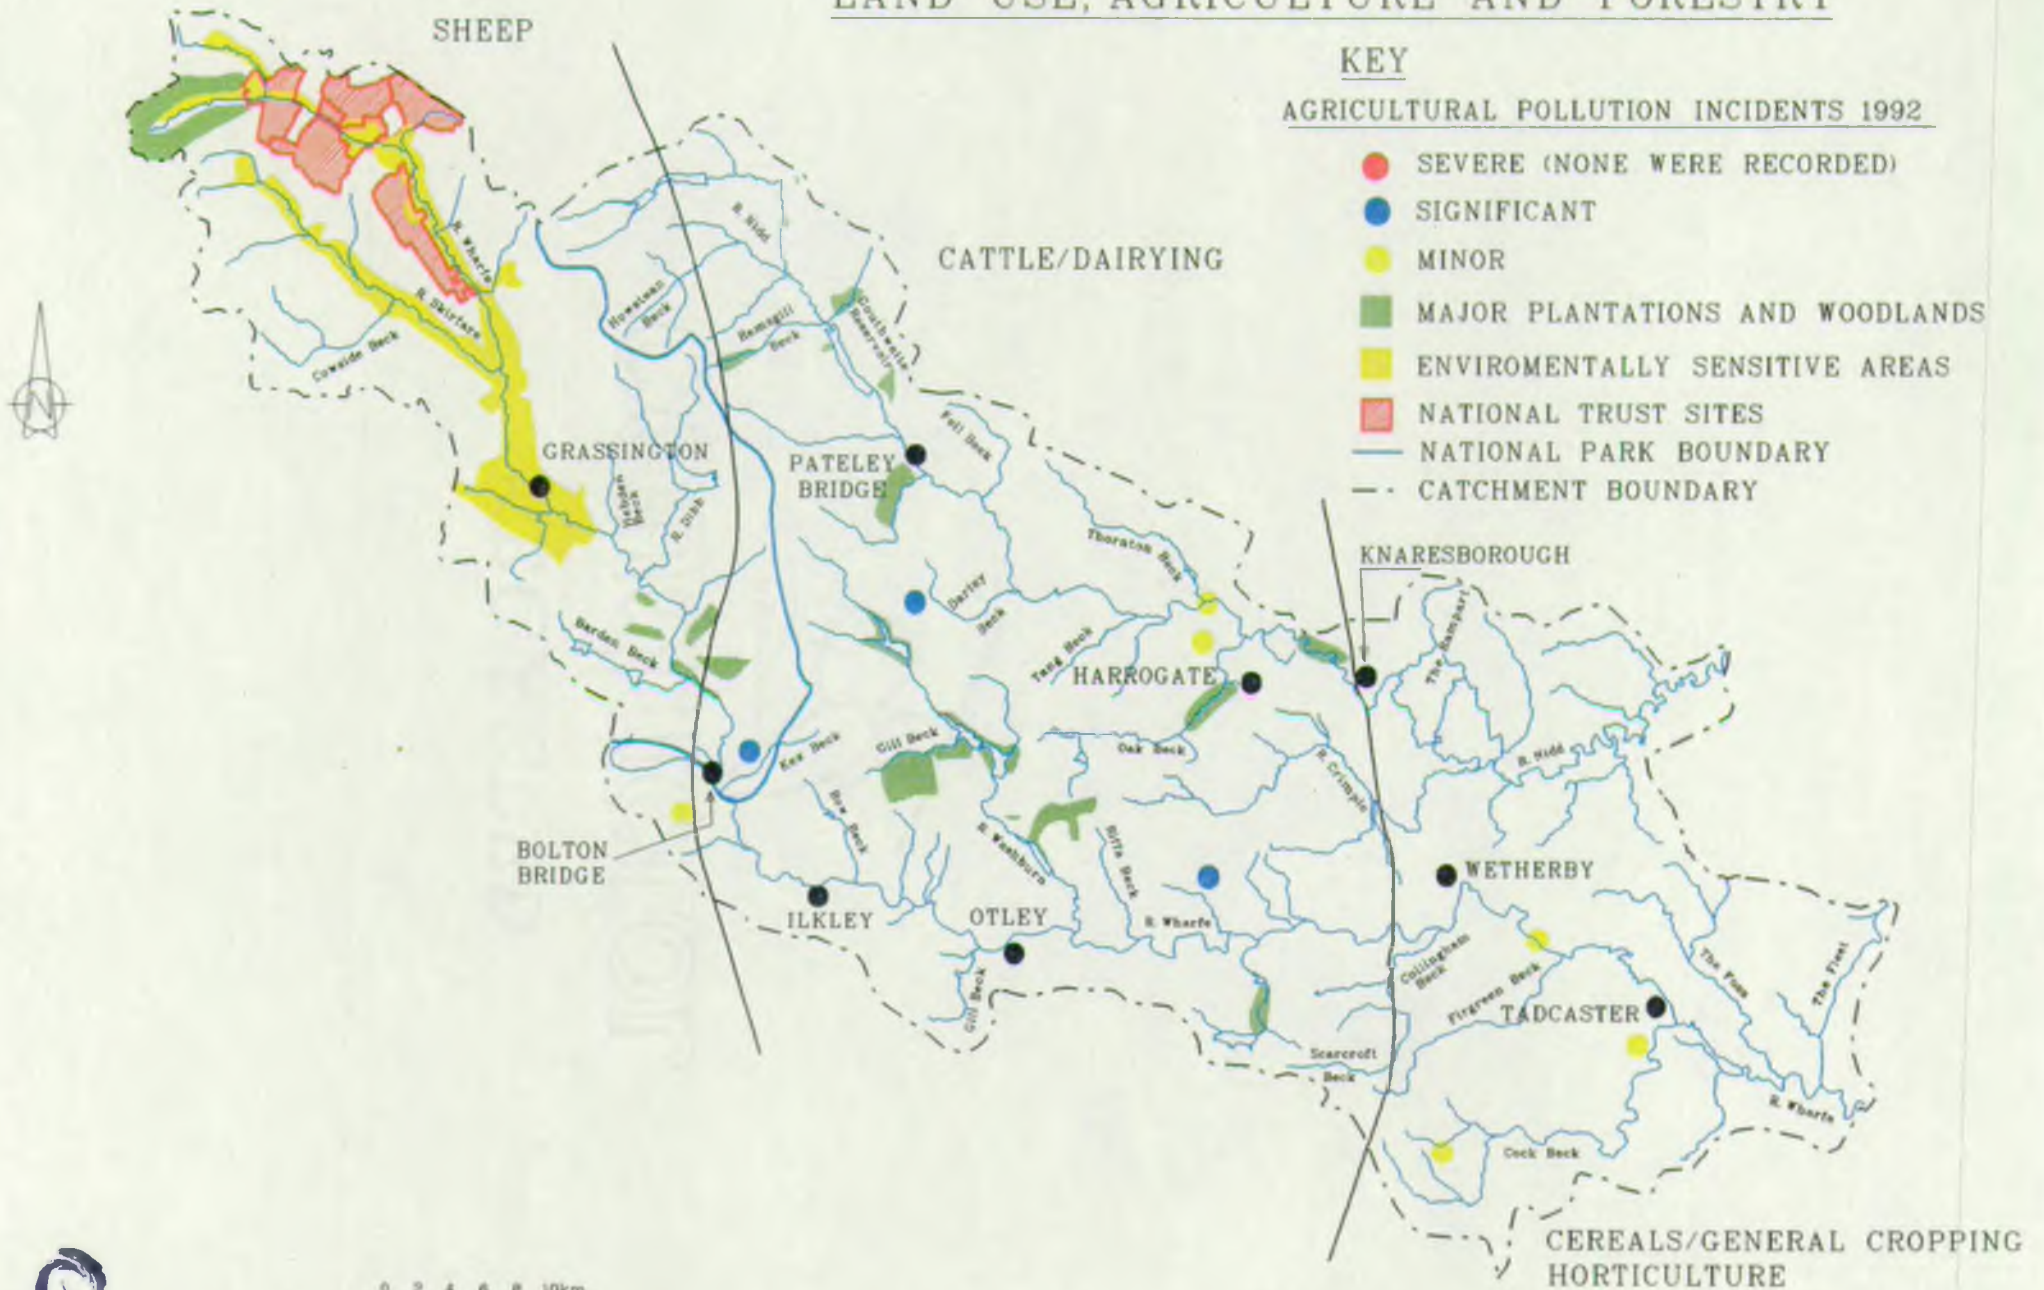 LAND USE, AGRICULTURE AND FORESTRY
SHEEP
KEY
AGRICULTURAL POLLUTION INCIDENTS 1992
SEVERE (NONE WERE RECORDED)
SIGNIFICANT
MINOR
MAJOR PLANTATIONS AND WOODLANDS
ENVIROMENTALLY SENSITIVE AREAS
NATIONAL TRUST SITES
NATIONAL PARK BOUNDARY
CATCHMENT BOUNDARY
CATTLE/DAIRYING
R. Nidd
R. Wharfe
R. Skirfare
Cowside Beck
How
Beck
Ramsgill
Beck
Gouthwaite
Reservoir
N
GRASSINGTON
Hebden
Beck
R. Dibb
PATELEY
BRIDGE
Fell Beck
Thornton Beck
KNARESBOROUGH
Darley
Beck
Barden Beck
Tang Beck
HARROGATE
The Rampart
Kex Beck
Gill Beck
Oak Beck
R. Crimple
R. Nidd
BOLTON
BRIDGE
Row Beck
R. Washburn
Riffa Beck
WETHERBY
ILKLEY
OTLEY
R. Wharfe
Collingham
Beck
Firgreen Beck
The Foss
The Fleet
Gill Beck
TADCASTER
Scarcroft
Beck
R. Wharfe
Cock Beck
CEREALS/GENERAL CROPPING
HORTICULTURE
0 2 4 6 8 10km